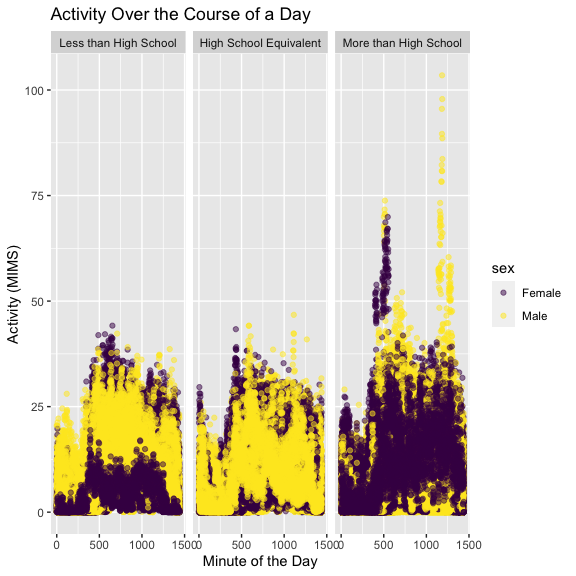 Activity Over the Course of a Day
Less than High School
High School Equivalent
More than High School
100
75
50
25
0
Activity (MIMS)
0 500 1000 1500
0 500 1000 1500
0 500 1000 1500
Minute of the Day
sex
Female
Male